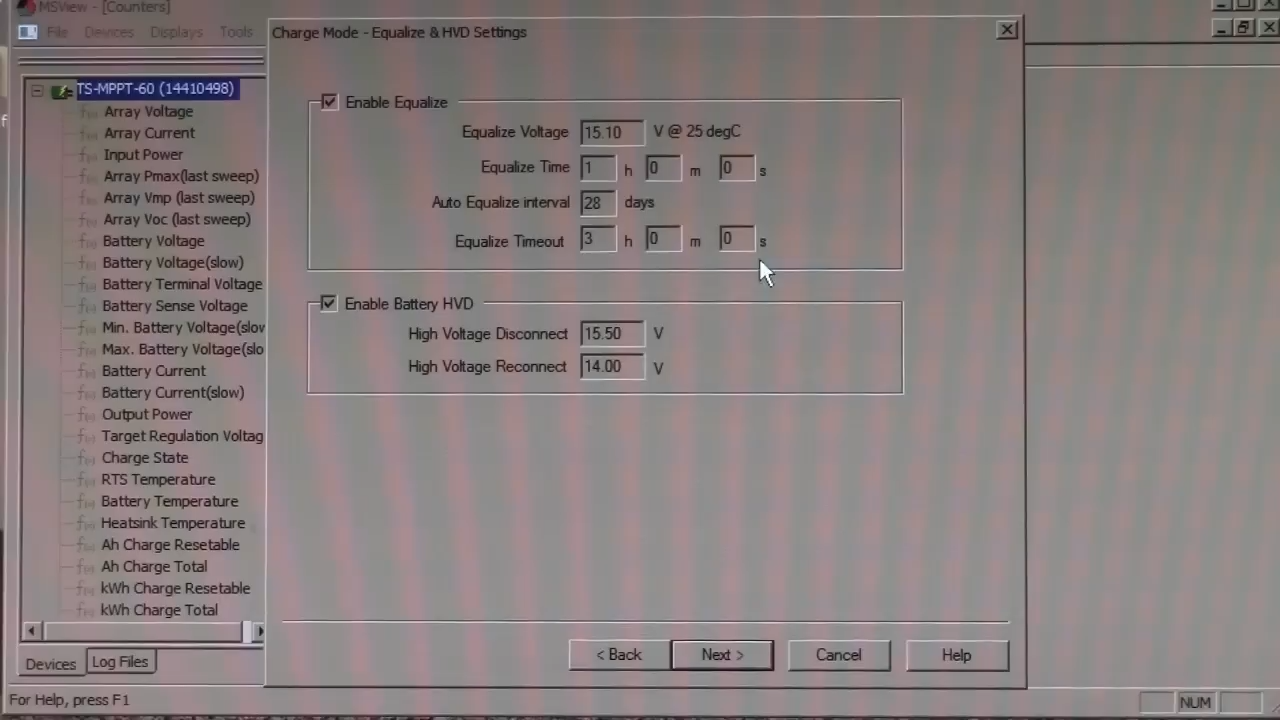 MSView - [Counters]
File Devices Displays Tools
TS-MPPT-60 (14410498)
Array Voltage
Array Current
Input Power
Array Pmax(last sweep)
Array Vmp (last sweep)
Array Voc (last sweep)
Battery Voltage
Battery Voltage(slow)
Battery Terminal Voltage
Battery Sense Voltage
Min. Battery Voltage(slov
Max. Battery Voltage(slo
Battery Current
Battery Current(slow)
Output Power
Target Regulation Voltag
Charge State
RTS Temperature
Battery Temperature
Heatsink Temperature
Ah Charge Resetable
Ah Charge Total
kWh Charge Resetable
kWh Charge Total
Devices Log Files
For Help, press F1
Charge Mode - Equalize & HVD Settings
Enable Equalize
Equalize Voltage 15.10 V @ 25 degC
Equalize Time 1 h 0 m 0 s
Auto Equalize interval 28 days
Equalize Timeout 3 h 0 m 0 s
Enable Battery HVD
High Voltage Disconnect 15.50 V
High Voltage Reconnect 14.00 V
< Back Next > Cancel Help
NUM